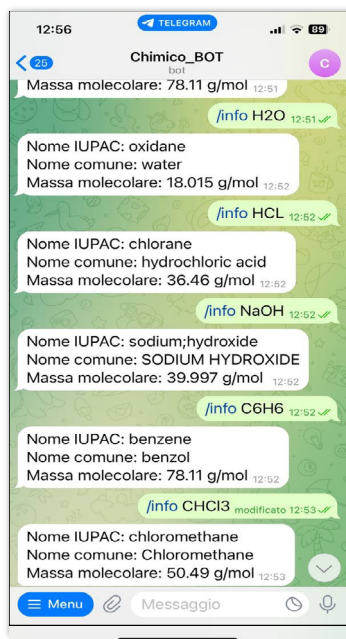 12:56
TELEGRAM
89
25
Chimico_BOT
bot
C
Massa molecolare: 78.11 g/mol 12:51
/info H2O 12:51
Nome IUPAC: oxidane
Nome comune: water
Massa molecolare: 18.015 g/mol 12:52
/info HCL 12:52
Nome IUPAC: chlorane
Nome comune: hydrochloric acid
Massa molecolare: 36.46 g/mol 12:52
/info NaOH 12:52
Nome IUPAC: sodium;hydroxide
Nome comune: SODIUM HYDROXIDE
Massa molecolare: 39.997 g/mol 12:52
/info C6H6 12:52
Nome IUPAC: benzene
Nome comune: benzol
Massa molecolare: 78.11 g/mol 12:52
/info CHCl3 modificato 12:53
Nome IUPAC: chloromethane
Nome comune: Chloromethane
Massa molecolare: 50.49 g/mol 12:53
Menu
Messaggio